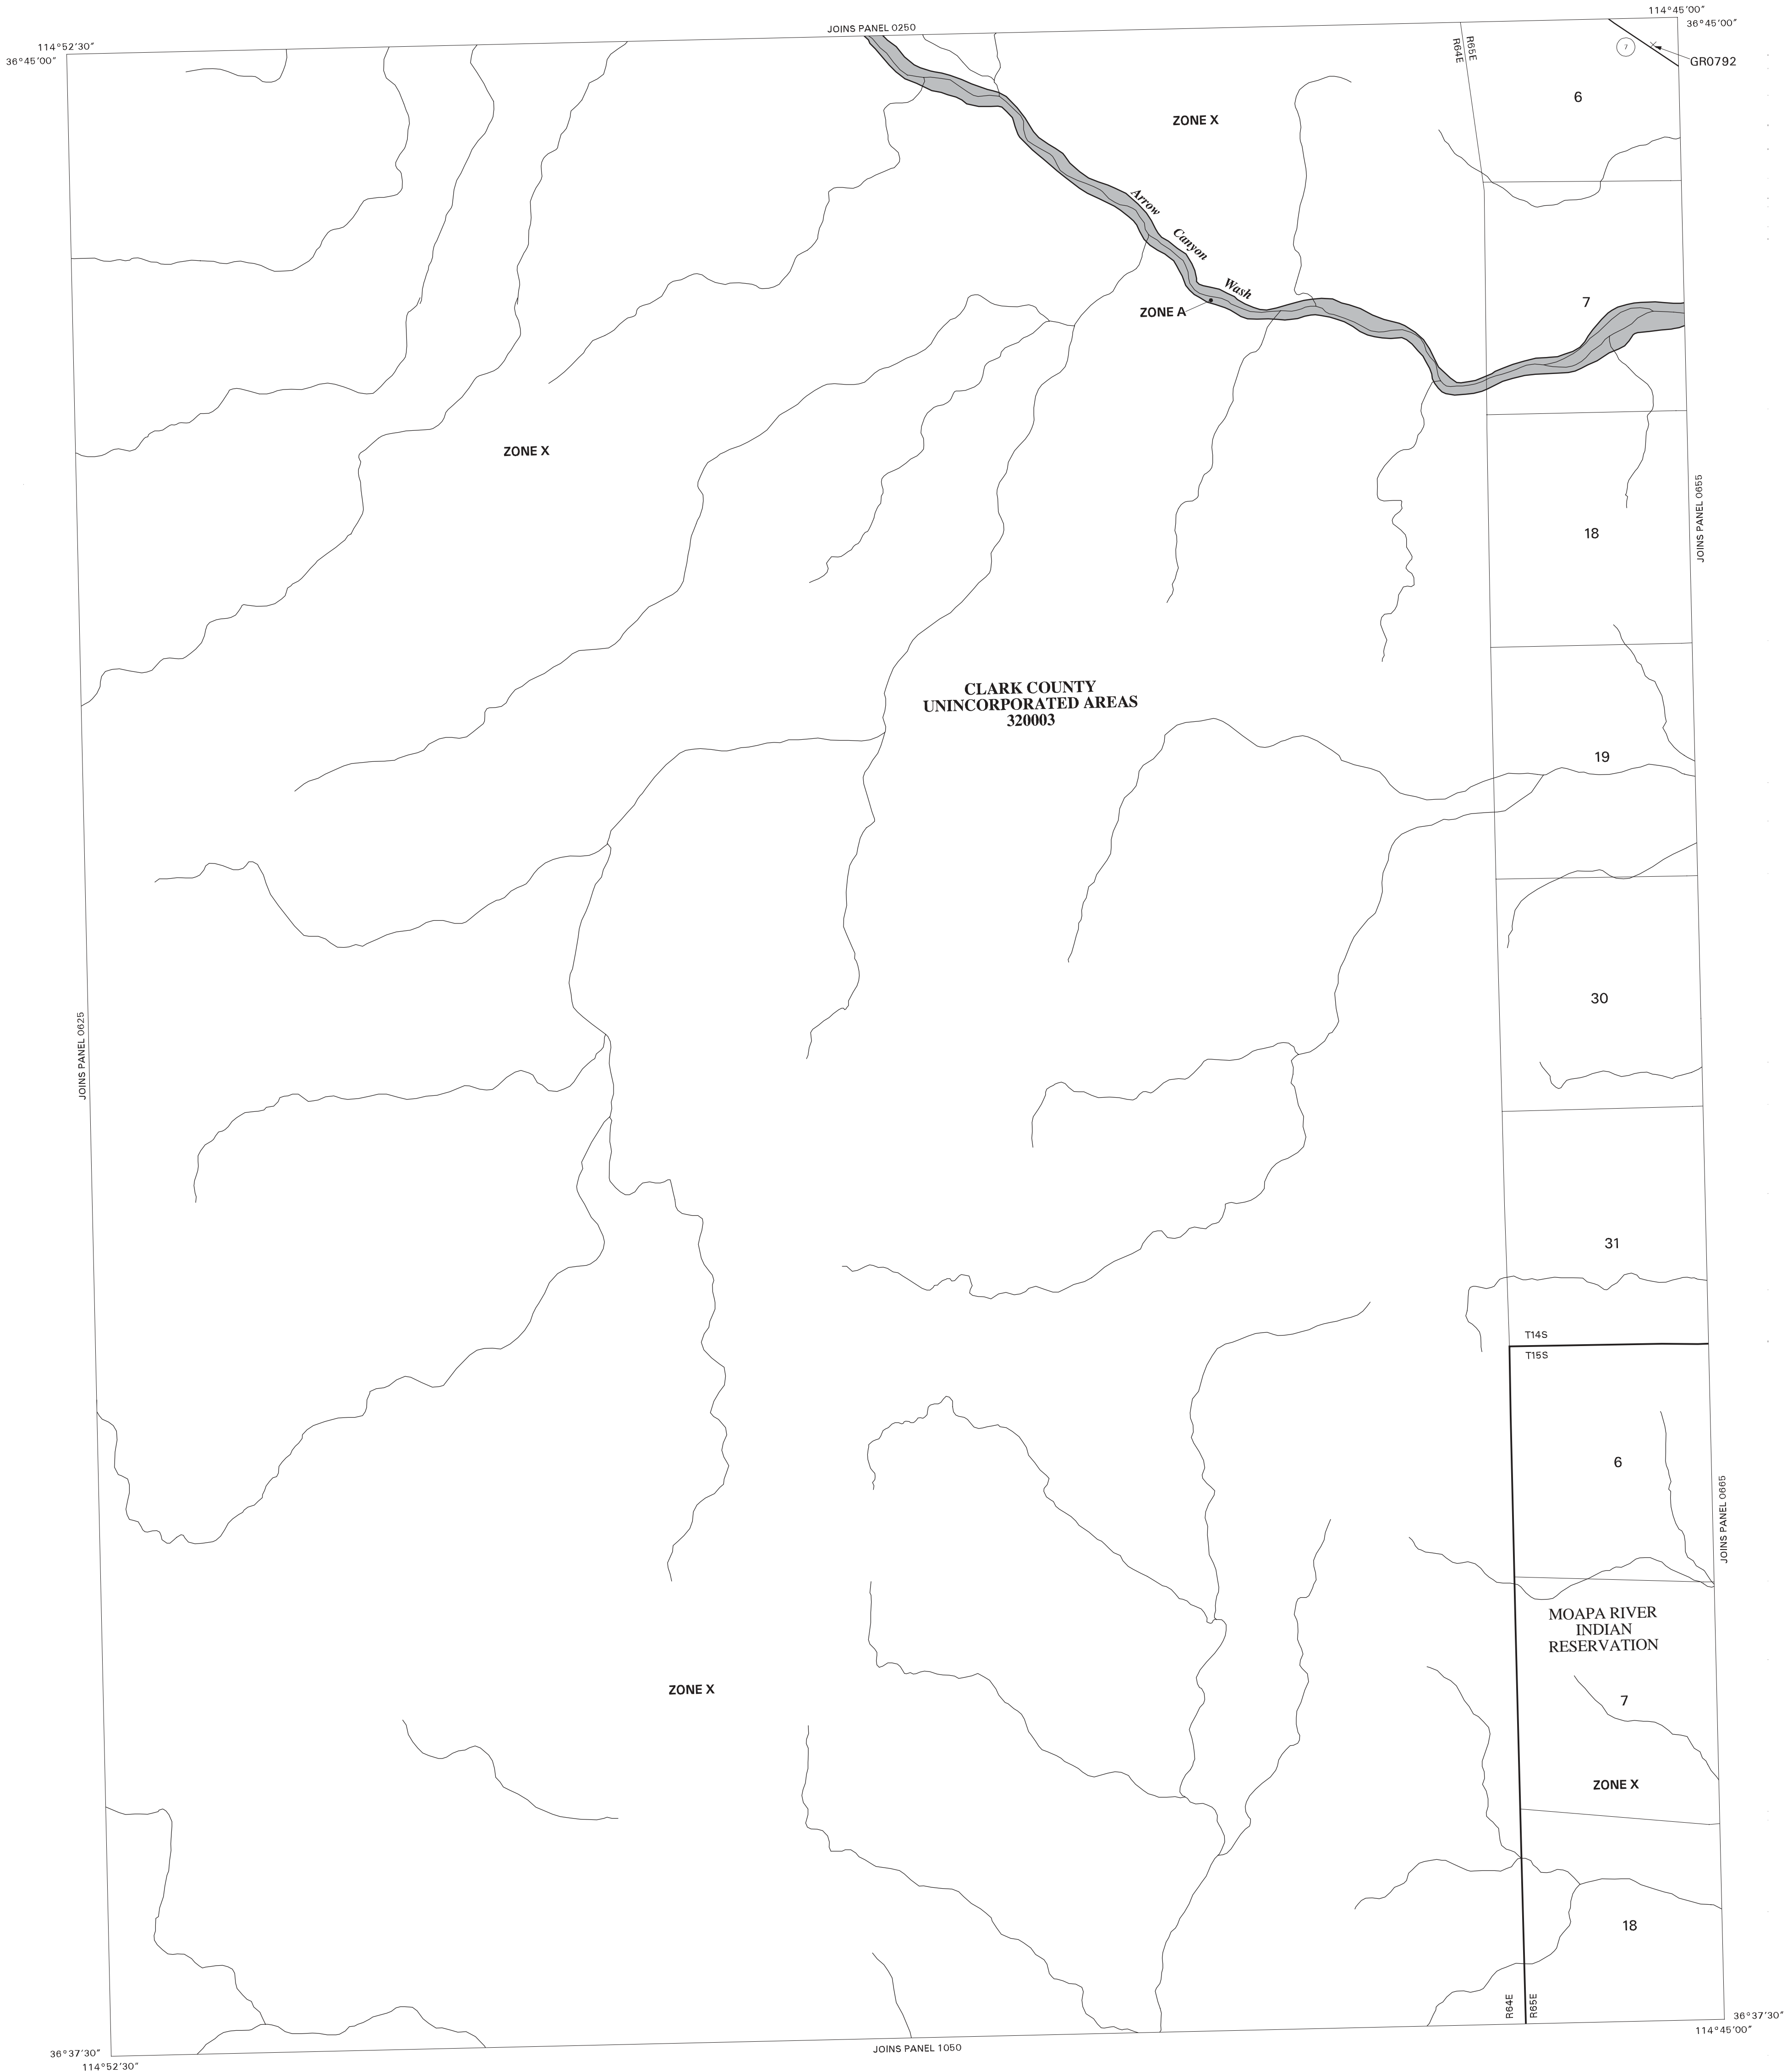 JOINS PANEL 0250
114°45'00"
36°45'00"
114°52'30"
36°45'00"
R64E
R65E
7
GR0792
6
ZONE X
Arrow
Canyon
Wash
ZONE A
7
ZONE X
18
JOINS PANEL 0655
CLARK COUNTY
UNINCORPORATED AREAS
320003
19
30
JOINS PANEL 0625
31
T14S
T15S
6
JOINS PANEL 0665
MOAPA RIVER
INDIAN
RESERVATION
ZONE X
7
ZONE X
18
R64E
R65E
36°37'30"
114°45'00"
36°37'30"
114°52'30"
JOINS PANEL 1050